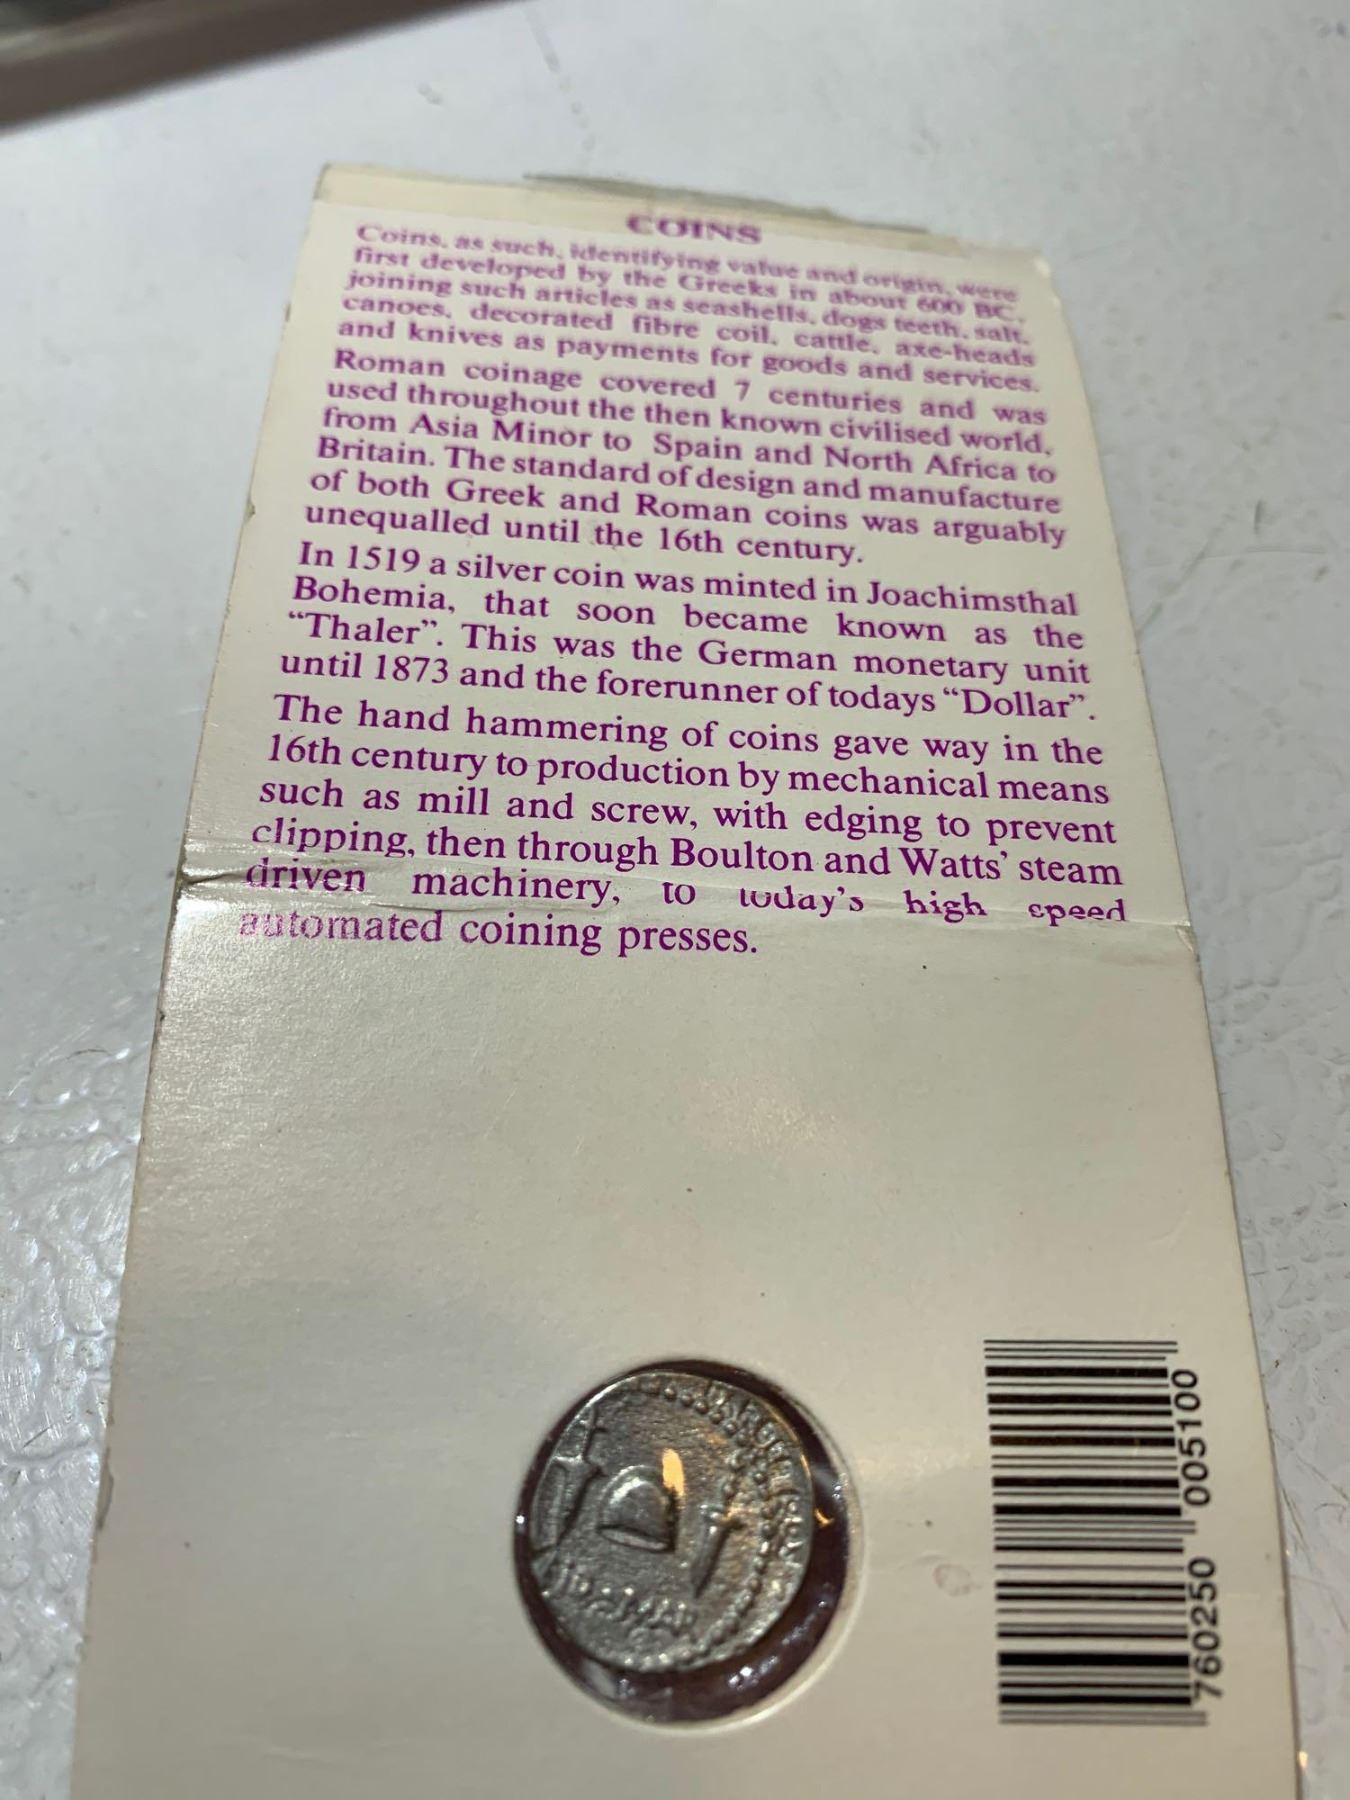 COINS
Coins, as such, identifying value and origin, were
first developed by the Greeks in about 600 BC,
joining such articles as seashells, dogs teeth, salt,
canoes, decorated fibre coil, cattle, axe-heads
and knives as payments for goods and services.
Roman coinage covered 7 centuries and was
used throughout the then known civilised world,
from Asia Minor to Spain and North Africa to
Britain. The standard of design and manufacture
of both Greek and Roman coins was arguably
unequalled until the 16th century.
In 1519 a silver coin was minted in Joachimsthal
Bohemia, that soon became known as the
"Thaler". This was the German monetary unit
until 1873 and the forerunner of todays "Dollar".
The hand hammering of coins gave way in the
16th century to production by mechanical means
such as mill and screw, with edging to prevent
clipping, then through Boulton and Watts' steam
driven machinery, to today's high speed
automated coining presses.
EID MAR
760250 005100